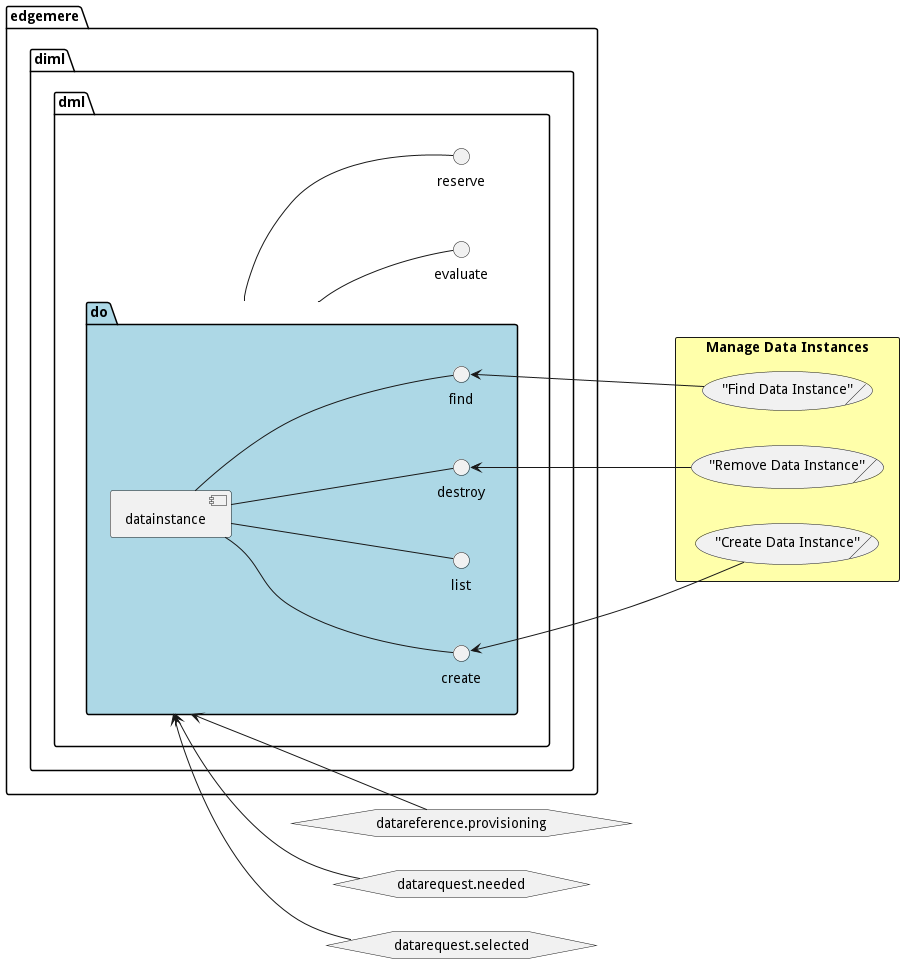 edgemere
diml
dml
reserve
evaluate
do
find
destroy
datainstance
list
create
Manage Data Instances
"Find Data Instance"
"Remove Data Instance"
"Create Data Instance"
datareference.provisioning
datarequest.needed
datarequest.selected